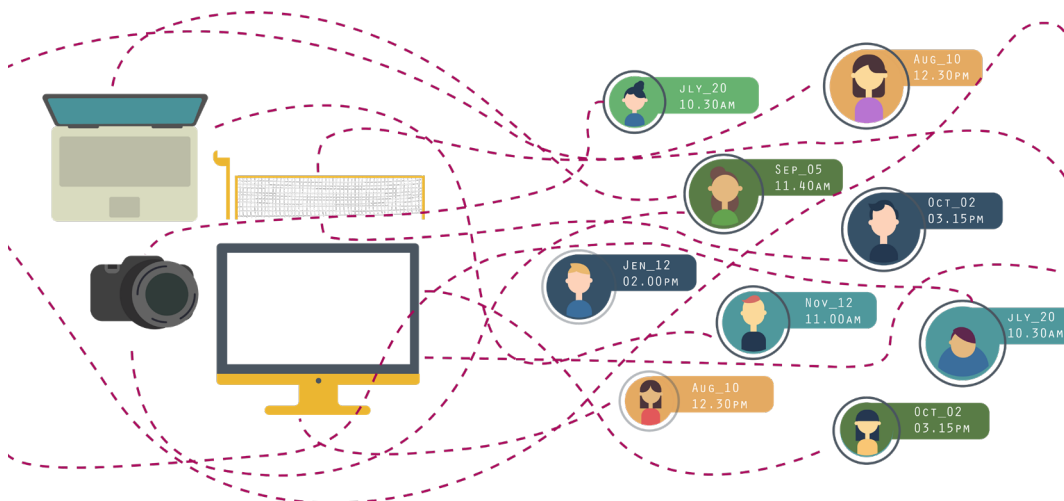 JLY_20
10.30AM
AUG_10
12.30PM
SEP_05
11.40AM
OCT_02
03.15PM
JEN_12
02.00PM
NOV_12
11.00AM
JLY_20
10.30AM
AUG_10
12.30PM
OCT_02
03.15PM